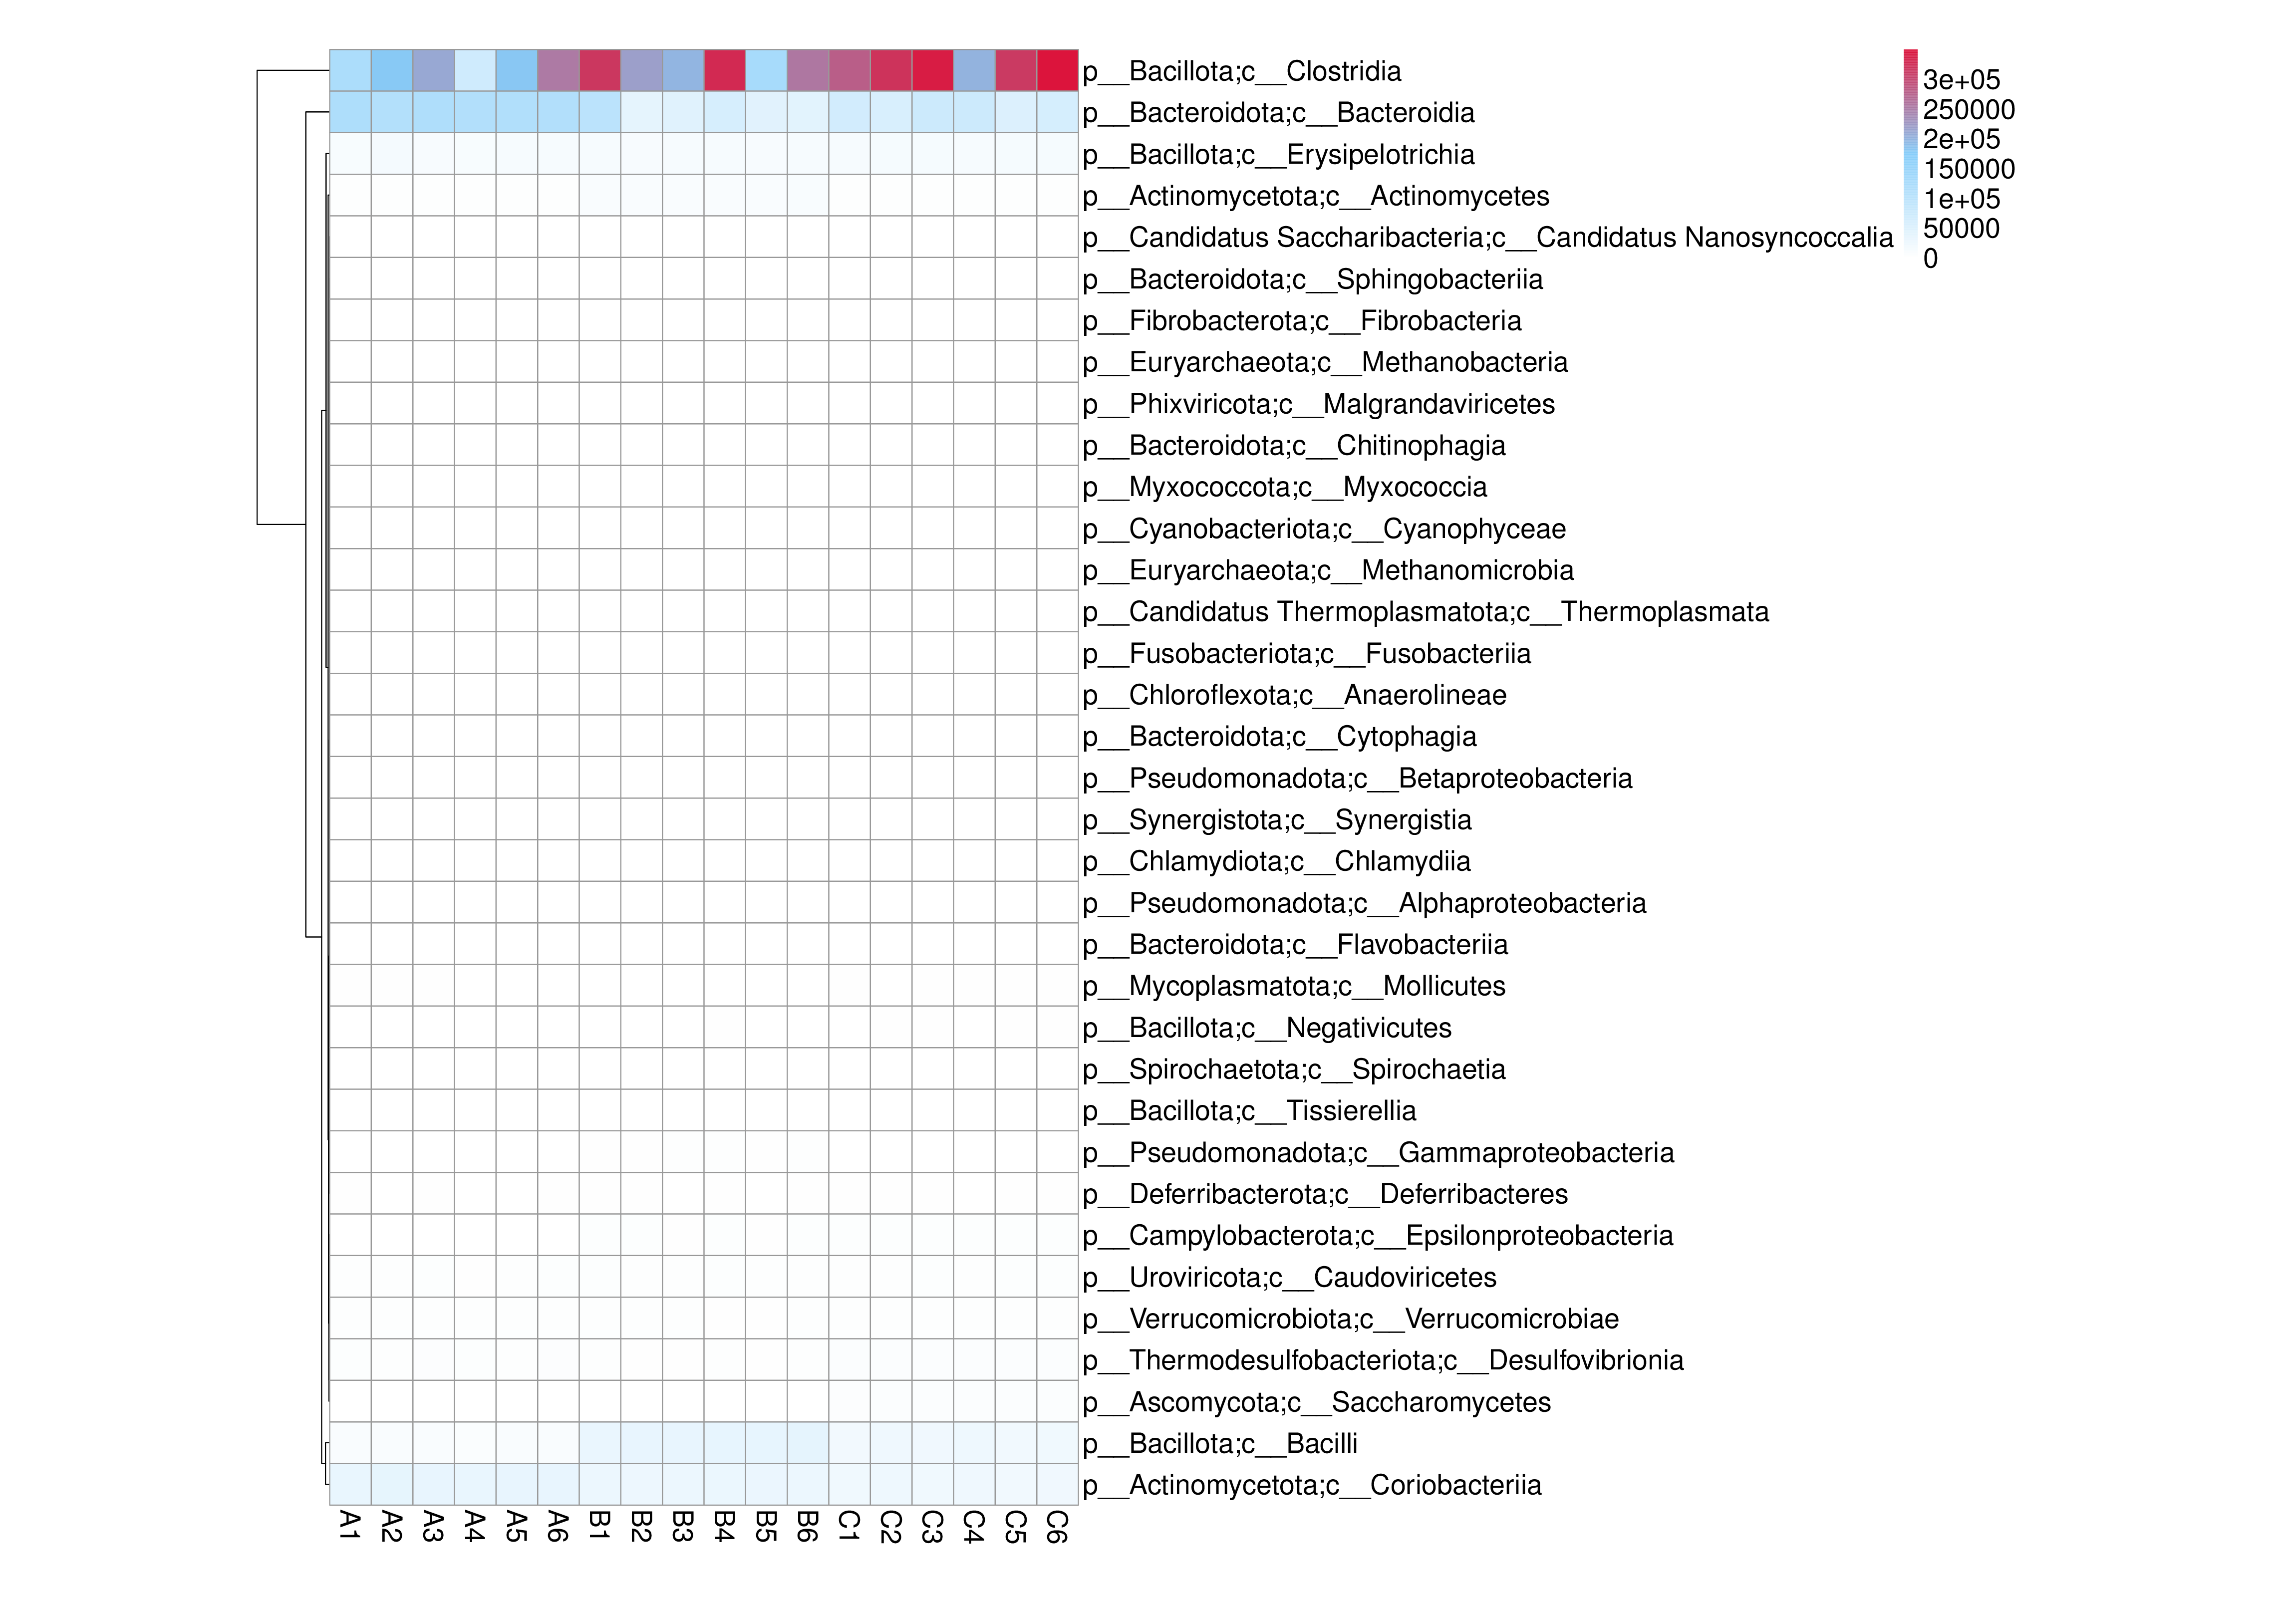 p__Bacillota;c__Clostridia
p__Bacteroidota;c__Bacteroidia
p__Bacillota;c__Erysipelotrichia
p__Actinomycetota;c__Actinomycetes
p__Candidatus Saccharibacteria;c__Candidatus Nanosyncoccalia
p__Bacteroidota;c__Sphingobacteriia
p__Fibrobacterota;c__Fibrobacteria
p__Euryarchaeota;c__Methanobacteria
p__Phixviricota;c__Malgrandaviricetes
p__Bacteroidota;c__Chitinophagia
p__Myxococcota;c__Myxococcia
p__Cyanobacteriota;c__Cyanophyceae
p__Euryarchaeota;c__Methanomicrobia
p__Candidatus Thermoplasmatota;c__Thermoplasmata
p__Fusobacteriota;c__Fusobacteriia
p__Chloroflexota;c__Anaerolineae
p__Bacteroidota;c__Cytophagia
p__Pseudomonadota;c__Betaproteobacteria
p__Synergistota;c__Synergistia
p__Chlamydiota;c__Chlamydiia
p__Pseudomonadota;c__Alphaproteobacteria
p__Bacteroidota;c__Flavobacteriia
p__Mycoplasmatota;c__Mollicutes
p__Bacillota;c__Negativicutes
p__Spirochaetota;c__Spirochaetia
p__Bacillota;c__Tissierellia
p__Pseudomonadota;c__Gammaproteobacteria
p__Deferribacterota;c__Deferribacteres
p__Campylobacterota;c__Epsilonproteobacteria
p__Uroviricota;c__Caudoviricetes
p__Verrucomicrobiota;c__Verrucomicrobiae
p__Thermodesulfobacteriota;c__Desulfovibrionia
p__Ascomycota;c__Saccharomycetes
p__Bacillota;c__Bacilli
p__Actinomycetota;c__Coriobacteriia
A1 A2 A3 A4 A5 A6 B1 B2 B3 B4 B5 B6 C1 C2 C3 C4 C5 C6
3e+05
250000
2e+05
150000
1e+05
50000
0